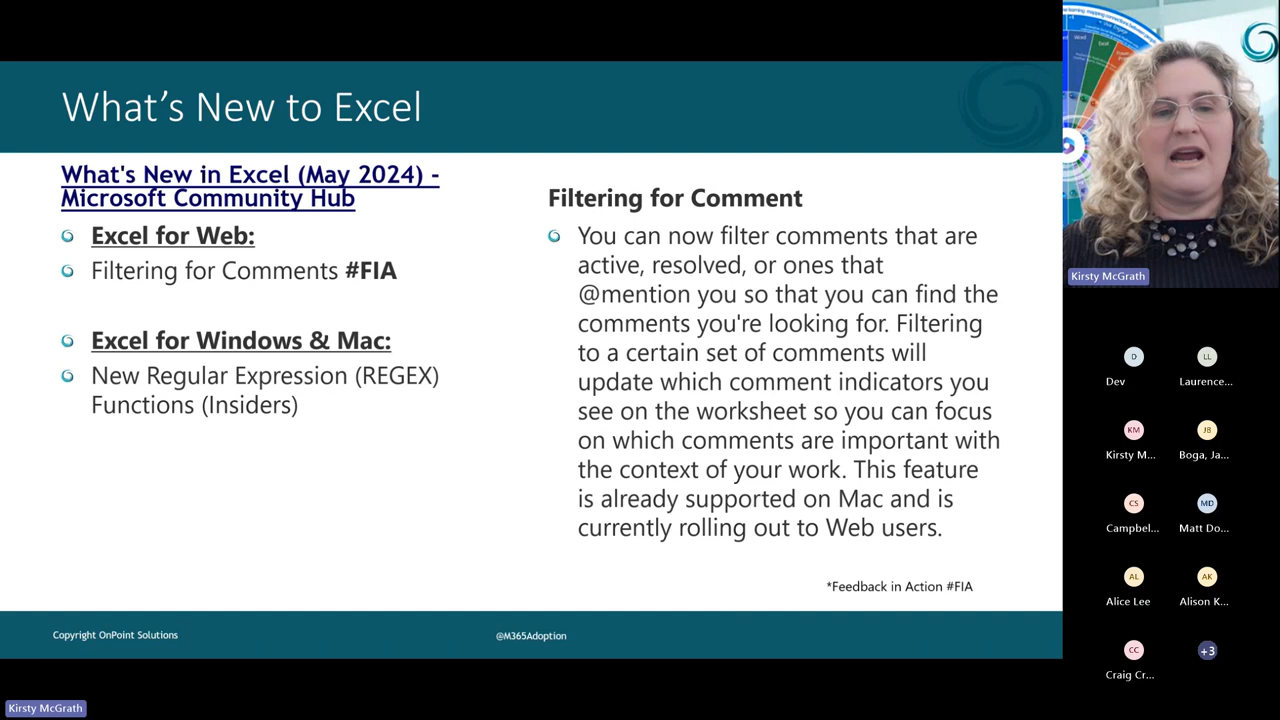 What's New to Excel
What's New in Excel (May 2024) -
Microsoft Community Hub
Excel for Web:
Filtering for Comments #FIA
Excel for Windows & Mac:
New Regular Expression (REGEX)
Functions (Insiders)
Filtering for Comment
You can now filter comments that are
active, resolved, or ones that
@mention you so that you can find the
comments you're looking for. Filtering
to a certain set of comments will
update which comment indicators you
see on the worksheet so you can focus
on which comments are important with
the context of your work. This feature
is already supported on Mac and is
currently rolling out to Web users.
*Feedback in Action #FIA
Copyright OnPoint Solutions
@M365Adoption
Kirsty McGrath
Word
Excel
Kirsty McGrath
D
LL
Dev
Laurence...
KM
JB
Kirsty M...
Boga, Ja...
CS
MD
Campbel...
Matt Do...
AL
AK
Alice Lee
Alison K...
CC
+3
Craig Cr...